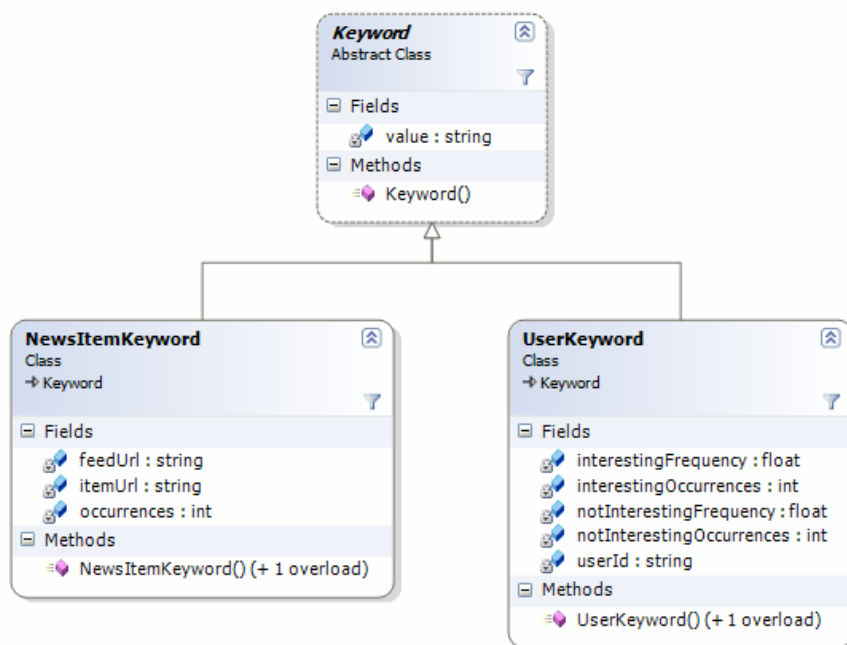 Keyword
Abstract Class
Fields
value : string
Methods
Keyword()
NewsItemKeyword
Class
Keyword
Fields
feedUrl : string
itemUrl : string
occurrences : int
Methods
NewsItemKeyword() (+ 1 overload)
UserKeyword
Class
Keyword
Fields
interestingFrequency : float
interestingOccurrences : int
notInterestingFrequency : float
notInterestingOccurrences : int
userId : string
Methods
UserKeyword() (+ 1 overload)